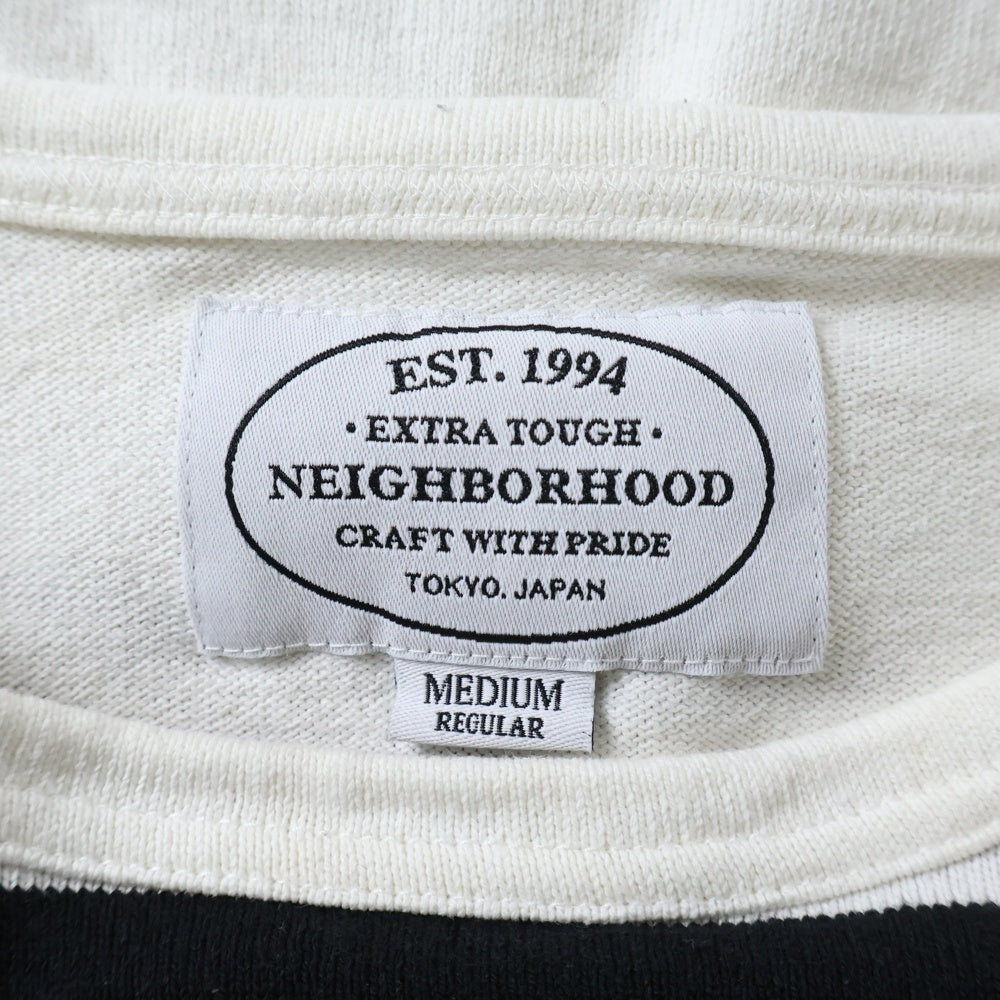 EST. 1994
· EXTRA TOUGH ·
NEIGHBORHOOD
CRAFT WITH PRIDE
TOKYO. JAPAN
MEDIUM
REGULAR